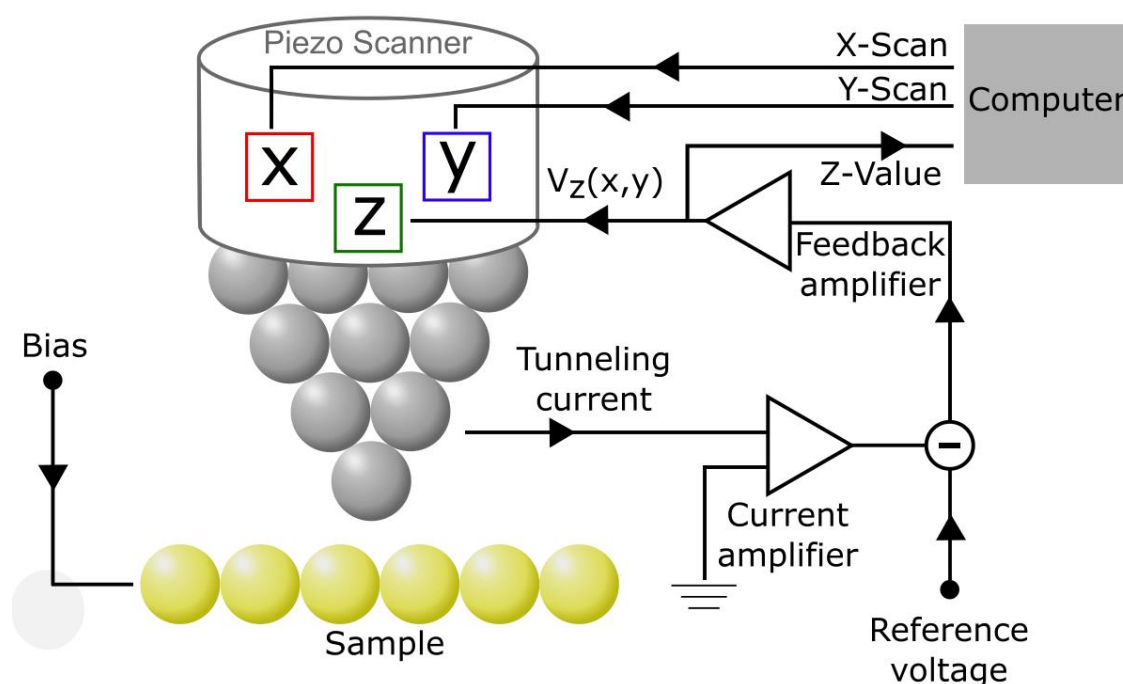 Piezo Scanner
X-Scan
Y-Scan
Computer
x
y
z
Vz(x,y)
Z-Value
Feedback
amplifier
Bias
Tunneling
current
-
Current
amplifier
Sample
Reference
voltage